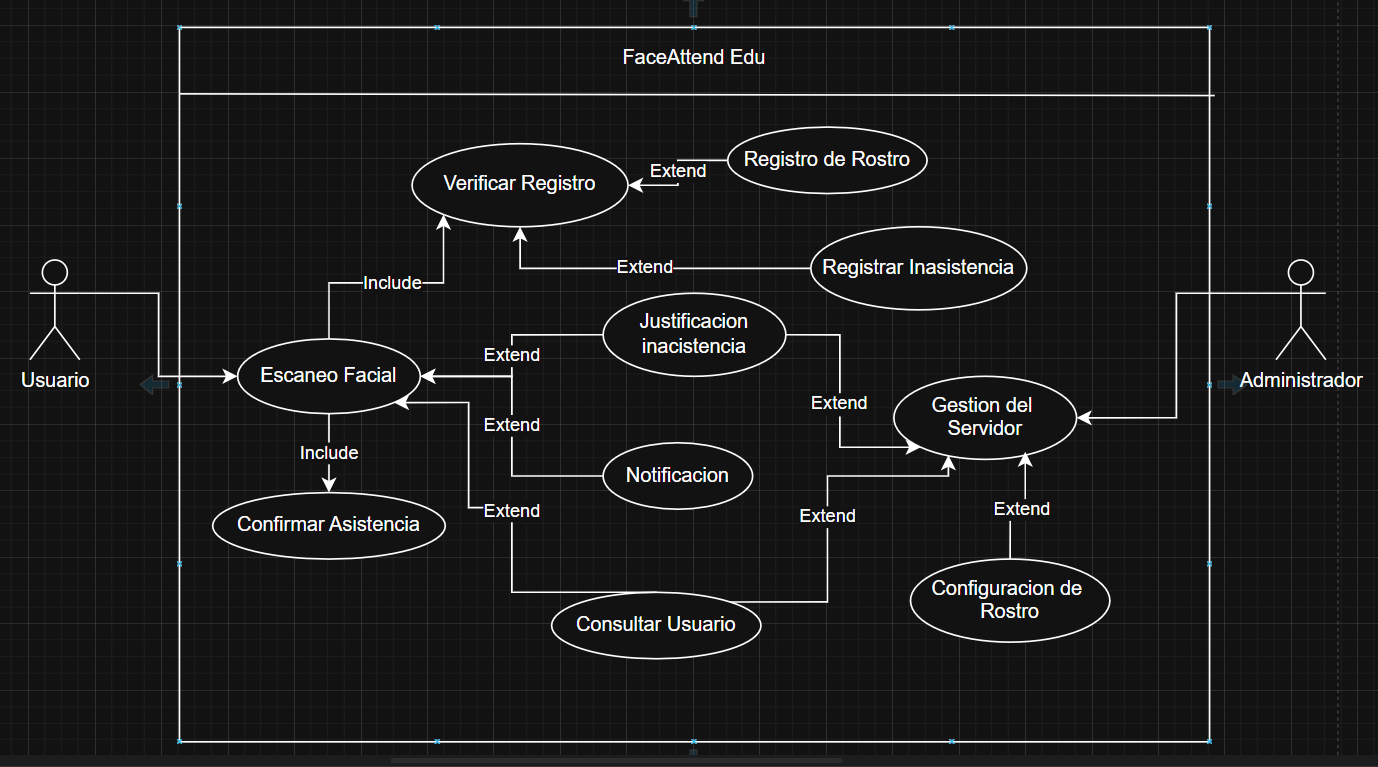 FaceAttend Edu
Registro de Rostro
Extend
Verificar Registro
Extend
Registrar Inasistencia
Include
Justificacion
inacistencia
Extend
Escaneo Facial
Usuario
Administrador
Extend
Gestion del
Servidor
Extend
Include
Notificacion
Extend
Extend
Extend
Confirmar Asistencia
Configuracion de
Rostro
Consultar Usuario